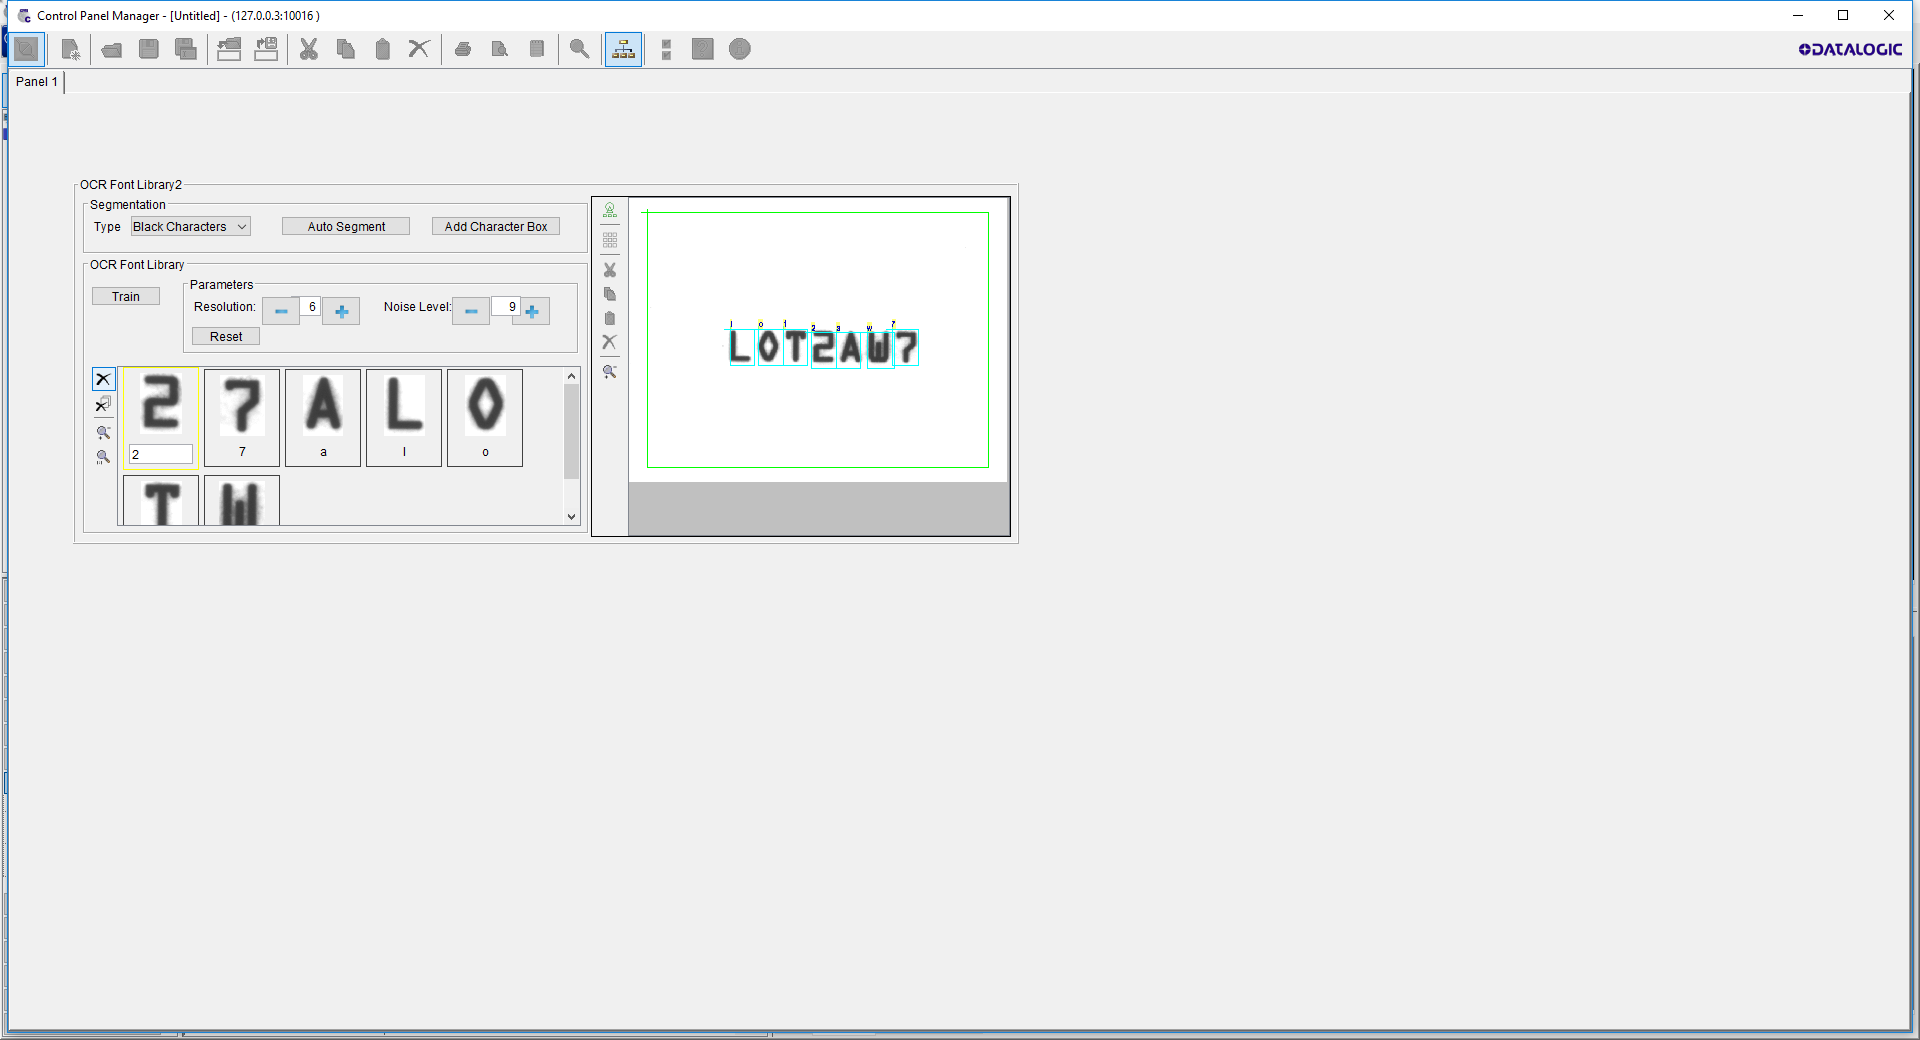 Control Panel Manager - [Untitled] - (127.0.0.3:10016 )
DATALOGIC
Panel 1
OCR Font Library2
Segmentation
Type Black Characters Auto Segment Add Character Box
OCR Font Library
Train
Parameters
Resolution: 6 Noise Level: 9
Reset
2 7 A L O
2 7 a l o
T W
l o t 2 a w 7
LOT2AW7